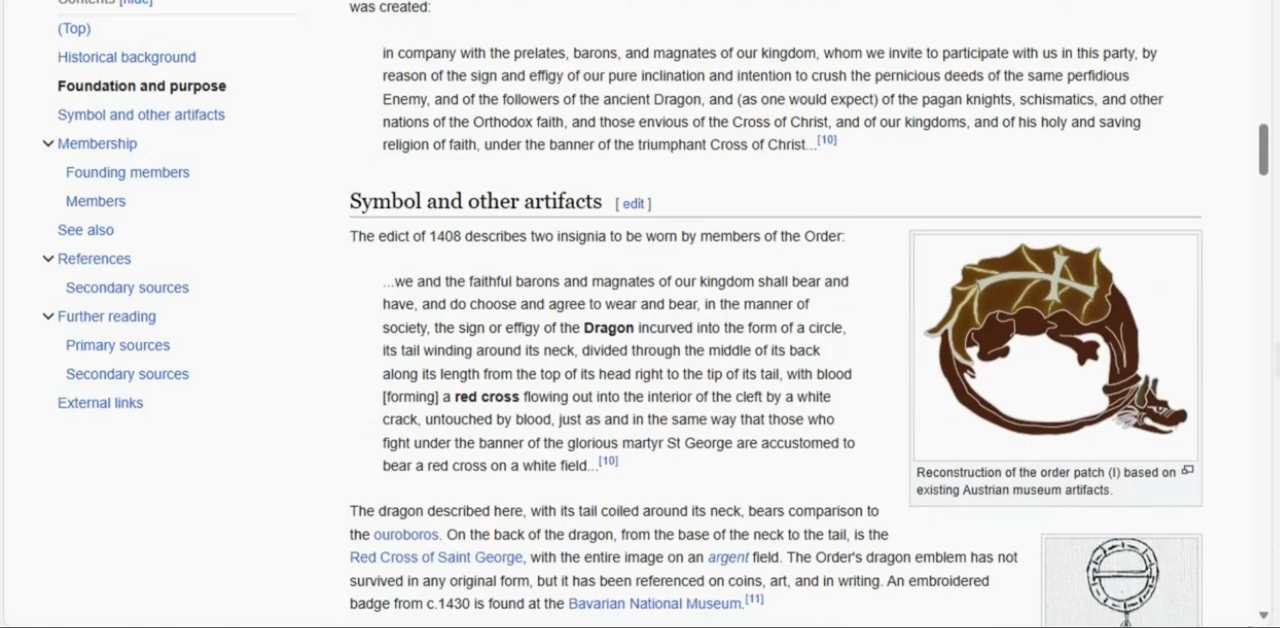 Contents [hide]
(Top)
Historical background
Foundation and purpose
Symbol and other artifacts
Membership
Founding members
Members
See also
References
Secondary sources
Further reading
Primary sources
Secondary sources
External links
was created:
in company with the prelates, barons, and magnates of our kingdom, whom we invite to participate with us in this party, by
reason of the sign and effigy of our pure inclination and intention to crush the pernicious deeds of the same perfidious
Enemy, and of the followers of the ancient Dragon, and (as one would expect) of the pagan knights, schismatics, and other
nations of the Orthodox faith, and those envious of the Cross of Christ, and of our kingdoms, and of his holy and saving
religion of faith, under the banner of the triumphant Cross of Christ...[10]
Symbol and other artifacts [ edit ]
The edict of 1408 describes two insignia to be worn by members of the Order:
...we and the faithful barons and magnates of our kingdom shall bear and
have, and do choose and agree to wear and bear, in the manner of
society, the sign or effigy of the Dragon incurved into the form of a circle,
its tail winding around its neck, divided through the middle of its back
along its length from the top of its head right to the tip of its tail, with blood
[forming] a red cross flowing out into the interior of the cleft by a white
crack, untouched by blood, just as and in the same way that those who
fight under the banner of the glorious martyr St George are accustomed to
bear a red cross on a white field...[10]
Reconstruction of the order patch (I) based on
existing Austrian museum artifacts.
The dragon described here, with its tail coiled around its neck, bears comparison to
the ouroboros. On the back of the dragon, from the base of the neck to the tail, is the
Red Cross of Saint George, with the entire image on an argent field. The Order's dragon emblem has not
survived in any original form, but it has been referenced on coins, art, and in writing. An embroidered
badge from c.1430 is found at the Bavarian National Museum.[11]